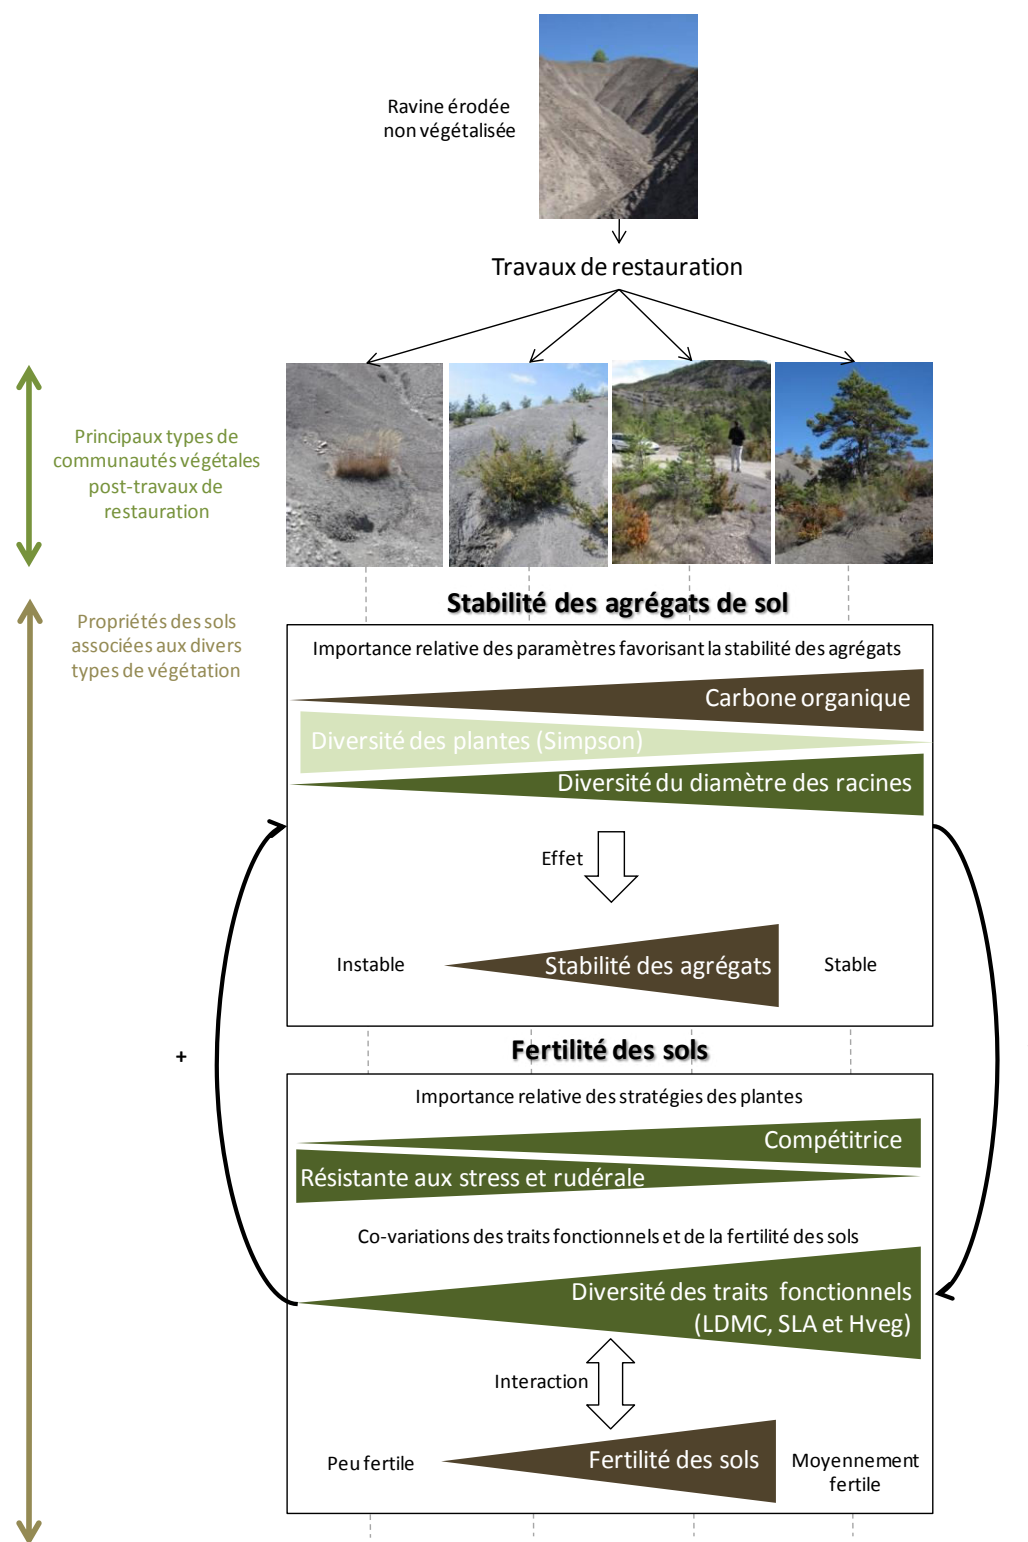 Ravine érodée
non végétalisée
Travaux de restauration
Principaux types de
communautés végétales
post-travaux de
restauration
Propriétés des sols
associées aux divers
types de végétation
Stabilité des agrégats de sol
Importance relative des paramètres favorisant la stabilité des agrégats
Carbone organique
Diversité des plantes (Simpson)
Diversité du diamètre des racines
Effet
Instable
Stabilité des agrégats
Stable
+
Fertilité des sols
Importance relative des stratégies des plantes
Compétitrice
Résistante aux stress et rudérale
Co-variations des traits fonctionnels et de la fertilité des sols
Diversité des traits fonctionnels
(LDMC, SLA et Hveg)
Interaction
Peu fertile
Fertilité des sols
Moyennement
fertile